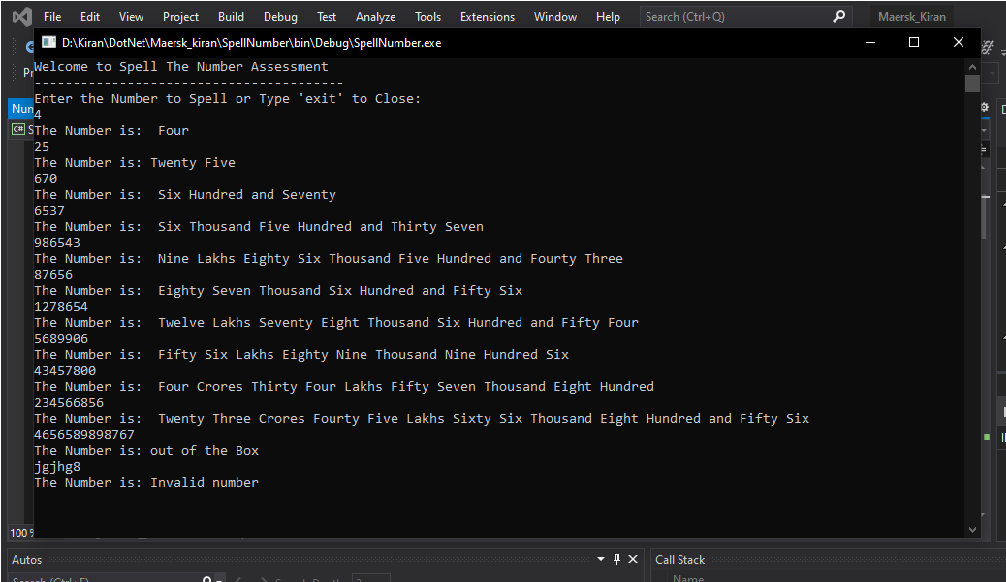 File Edit View Project Build Debug Test Analyze Tools Extensions Window Help Search (Ctrl+Q) Maersk_Kiran
D:\Kiran\DotNet\Maersk_kiran\SpellNumber\bin\Debug\SpellNumber.exe
Welcome to Spell The Number Assessment
----------------------------------------
Enter the Number to Spell or Type 'exit' to Close:
4
The Number is:  Four
25
The Number is: Twenty Five
670
The Number is:  Six Hundred and Seventy
6537
The Number is:  Six Thousand Five Hundred and Thirty Seven
986543
The Number is:  Nine Lakhs Eighty Six Thousand Five Hundred and Fourty Three
87656
The Number is:  Eighty Seven Thousand Six Hundred and Fifty Six
1278654
The Number is:  Twelve Lakhs Seventy Eight Thousand Six Hundred and Fifty Four
5689906
The Number is:  Fifty Six Lakhs Eighty Nine Thousand Nine Hundred Six
43457800
The Number is:  Four Crores Thirty Four Lakhs Fifty Seven Thousand Eight Hundred
234566856
The Number is:  Twenty Three Crores Fourty Five Lakhs Sixty Six Thousand Eight Hundred and Fifty Six
4656589898767
The Number is: out of the Box
jgjhg8
The Number is: Invalid number
Pr
Num
C# S
100 %
Autos
Call Stack
Name